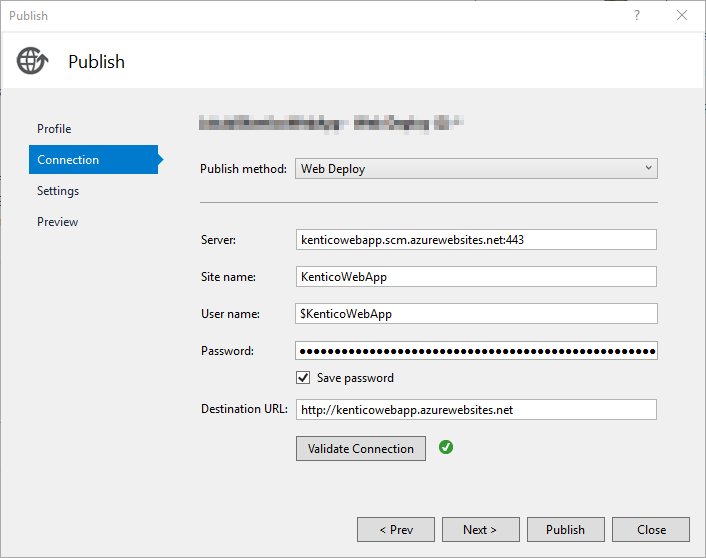 Publish
?
Publish
Profile
Connection
Settings
Preview
Publish method: Web Deploy
Server: kenticowebapp.scm.azurewebsites.net:443
Site name: KenticoWebApp
User name: $KenticoWebApp
Password:
Save password
Destination URL: http://kenticowebapp.azurewebsites.net
Validate Connection
< Prev Next > Publish Close